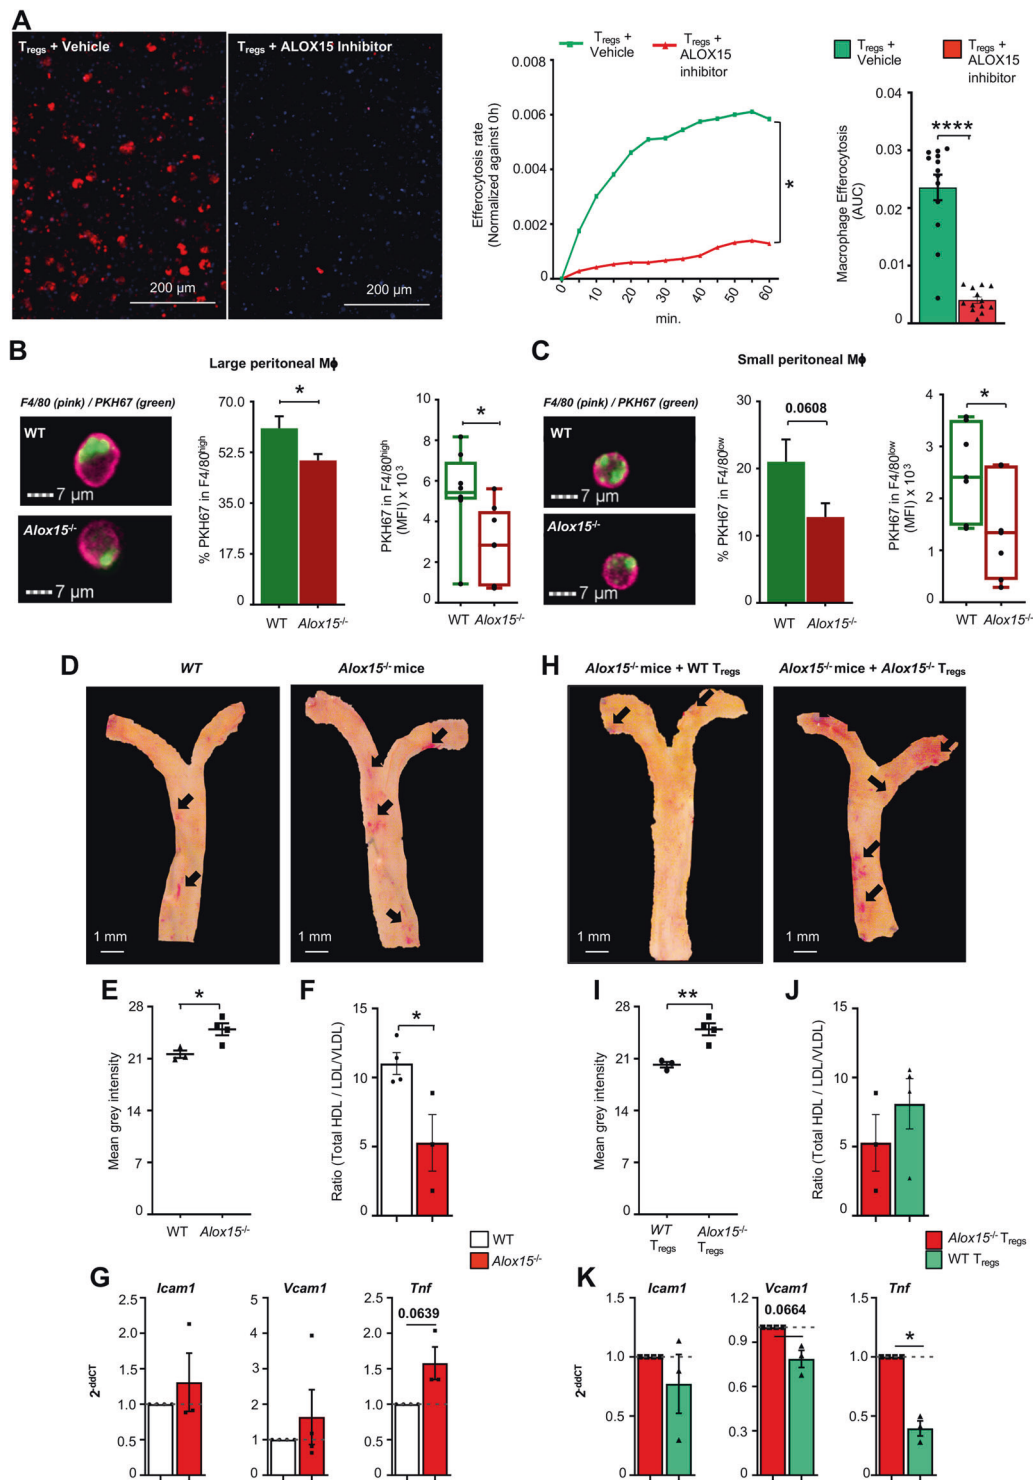 A
Tregs + Vehicle
Tregs + ALOX15 Inhibitor
200 µm
200 µm
Tregs +
Vehicle
Tregs +
ALOX15
inhibitor
Efferocytosis rate
(Normalized against 0h)
0.008
0.006
0.004
0.002
0
0
10
20
30
40
50
60
min.
*
Tregs +
Vehicle
Tregs +
ALOX15
inhibitor
Macrophage Efferocytosis
(AUC)
0.04
0.03
0.02
0.01
0
****
B
Large peritoneal Mϕ
F4/80 (pink) / PKH67 (green)
WT
7 µm
Alox15-/-
7 µm
% PKH67 in F4/80high
70.0
52.5
35.0
17.5
0
*
WT
Alox15-/-
PKH67 in F4/80high
(MFI) x 10³
10
8
6
4
2
0
*
WT
Alox15-/-
C
Small peritoneal Mϕ
F4/80 (pink) / PKH67 (green)
WT
7 µm
Alox15-/-
7 µm
% PKH67 in F4/80low
30
20
10
0
0.0608
WT
Alox15-/-
PKH67 in F4/80low
(MFI) x 10³
4
3
2
1
0
*
WT
Alox15-/-
D
WT
Alox15-/- mice
1 mm
1 mm
H
Alox15-/- mice + WT Tregs
Alox15-/- mice + Alox15-/- Tregs
1 mm
1 mm
E
Mean grey intensity
28
21
14
7
0
*
WT
Alox15-/-
F
Ratio (Total HDL / LDL/VLDL)
15
10
5
0
*
WT
Alox15-/-
I
Mean grey intensity
28
21
14
7
0
**
WT
Tregs
Alox15-/-
Tregs
J
Ratio (Total HDL / LDL/VLDL)
15
10
5
0
Alox15-/- Tregs
WT Tregs
G
2-ddCT
Icam1
2.5
2.0
1.5
1.0
0.5
0
Vcam1
5
4
2
1
0
Tnf
2.5
2.0
1.5
1.0
0.5
0
0.0639
K
2-ddCT
Icam1
1.5
1.0
0.5
0
Vcam1
1.2
0.9
0.6
0.3
0
0.0664
Tnf
1.5
1.0
0.5
0
*